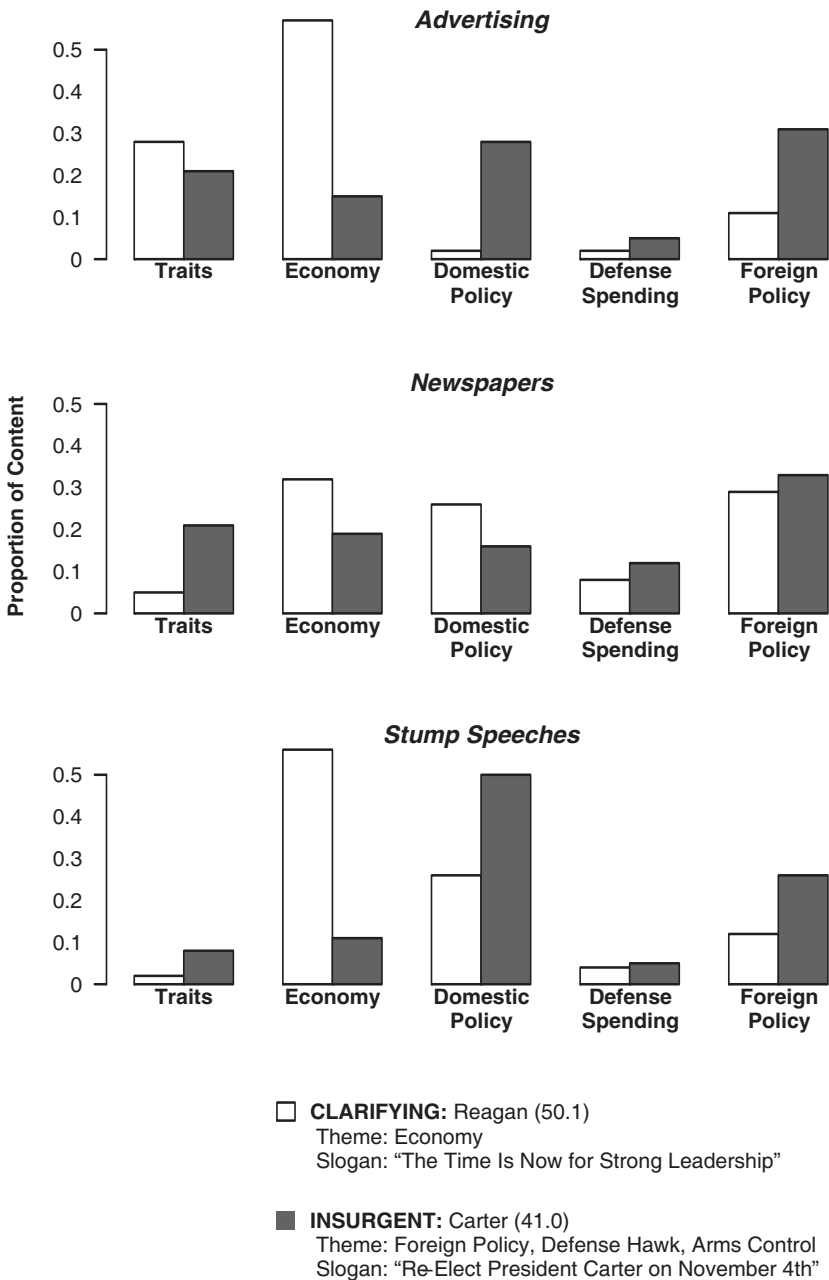 Advertising
0.5
0.4
0.3
0.2
0.1
0
Traits
Economy
Domestic Policy
Defense Spending
Foreign Policy
Proportion of Content
Newspapers
0.5
0.4
0.3
0.2
0.1
0
Traits
Economy
Domestic Policy
Defense Spending
Foreign Policy
Stump Speeches
0.5
0.4
0.3
0.2
0.1
0
Traits
Economy
Domestic Policy
Defense Spending
Foreign Policy
CLARIFYING: Reagan (50.1)
Theme: Economy
Slogan: “The Time Is Now for Strong Leadership”
INSURGENT: Carter (41.0)
Theme: Foreign Policy, Defense Hawk, Arms Control
Slogan: “Re-Elect President Carter on November 4th”